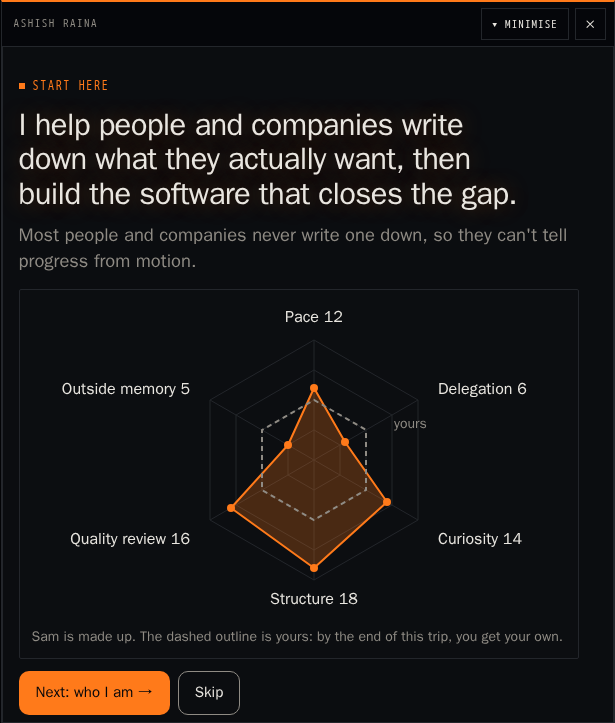 ASHISH RAINA
▾ MINIMISE
×
START HERE
I help people and companies write
down what they actually want, then
build the software that closes the gap.
Most people and companies never write one down, so they can't tell
progress from motion.
Pace 12
Outside memory 5
Delegation 6
yours
Quality review 16
Curiosity 14
Structure 18
Sam is made up. The dashed outline is yours: by the end of this trip, you get your own.
Next: who I am →
Skip